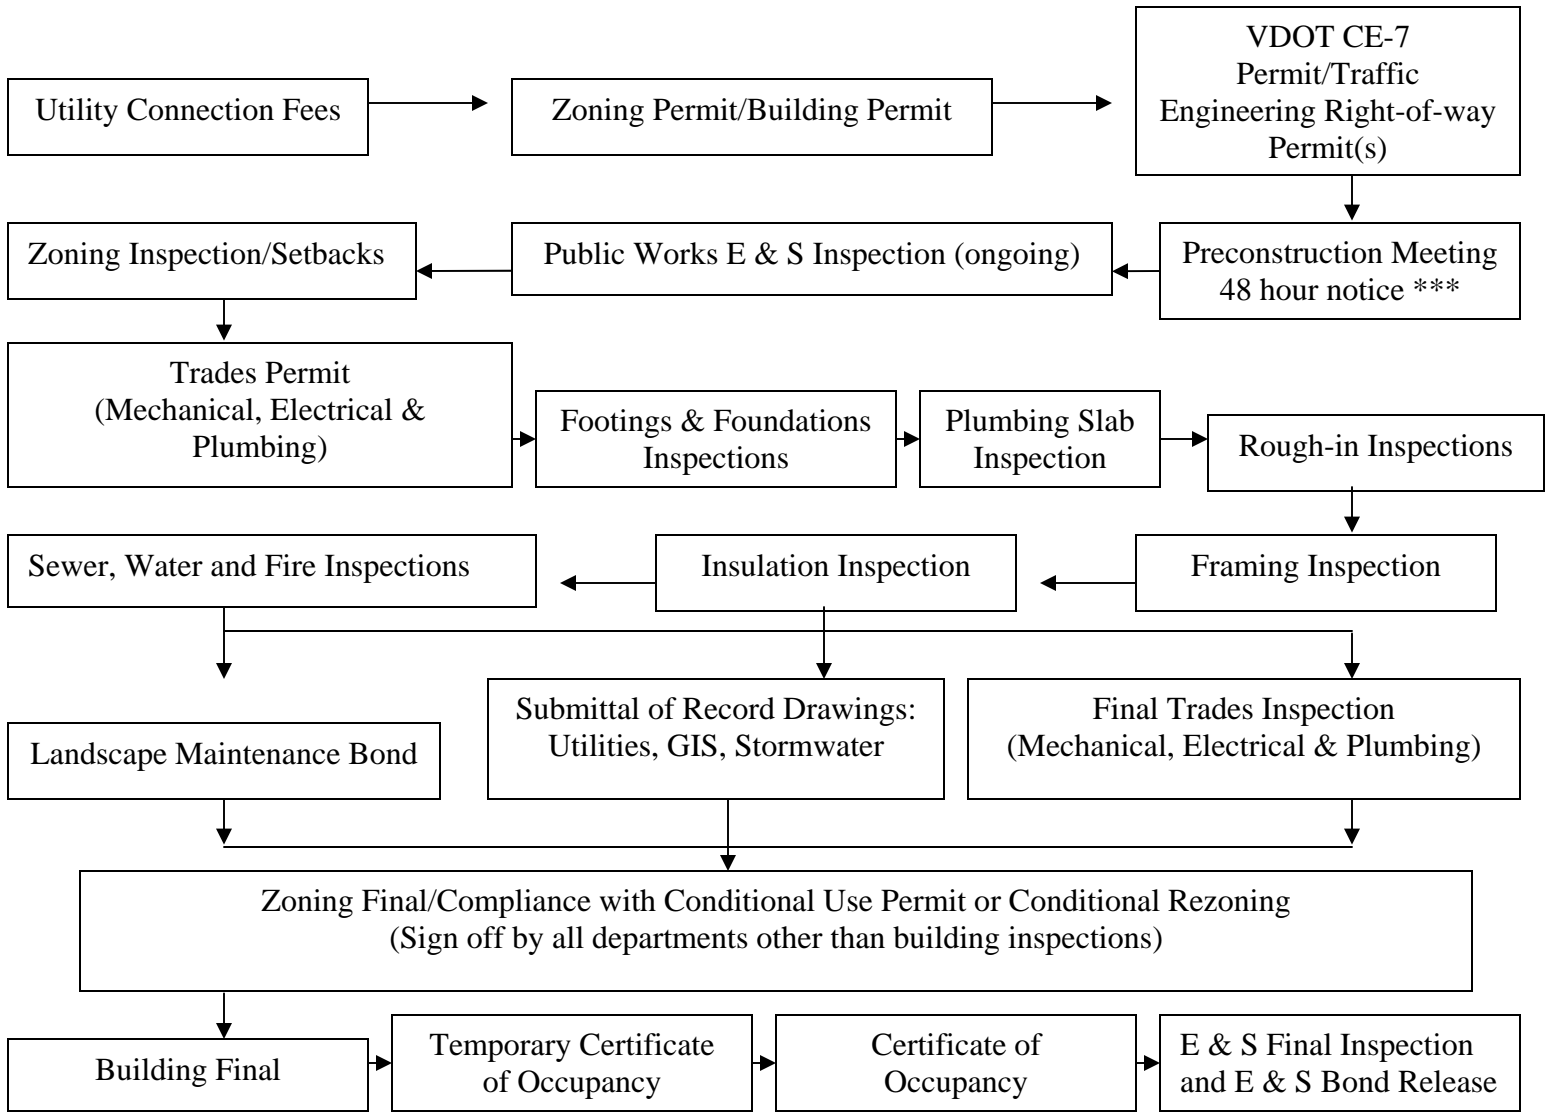 Utility Connection Fees
Zoning Permit/Building Permit
VDOT CE-7
Permit/Traffic
Engineering Right-of-way
Permit(s)
Zoning Inspection/Setbacks
Public Works E & S Inspection (ongoing)
Preconstruction Meeting
48 hour notice ***
Trades Permit
(Mechanical, Electrical &
Plumbing)
Footings & Foundations
Inspections
Plumbing Slab
Inspection
Rough-in Inspections
Sewer, Water and Fire Inspections
Insulation Inspection
Framing Inspection
Landscape Maintenance Bond
Submittal of Record Drawings:
Utilities, GIS, Stormwater
Final Trades Inspection
(Mechanical, Electrical & Plumbing)
Zoning Final/Compliance with Conditional Use Permit or Conditional Rezoning
(Sign off by all departments other than building inspections)
Building Final
Temporary Certificate
of Occupancy
Certificate of
Occupancy
E & S Final Inspection
and E & S Bond Release